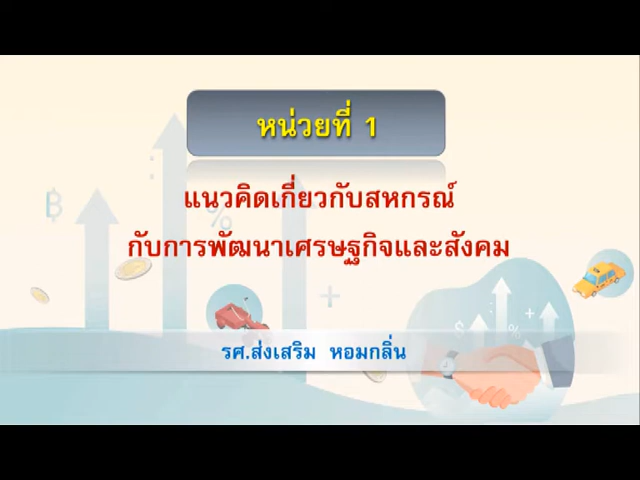 หน่วยที่ 1
แนวคิดเกี่ยวกับสหกรณ์
กับการพัฒนาเศรษฐกิจและสังคม
รศ.ส่งเสริม หอมกลิ่น